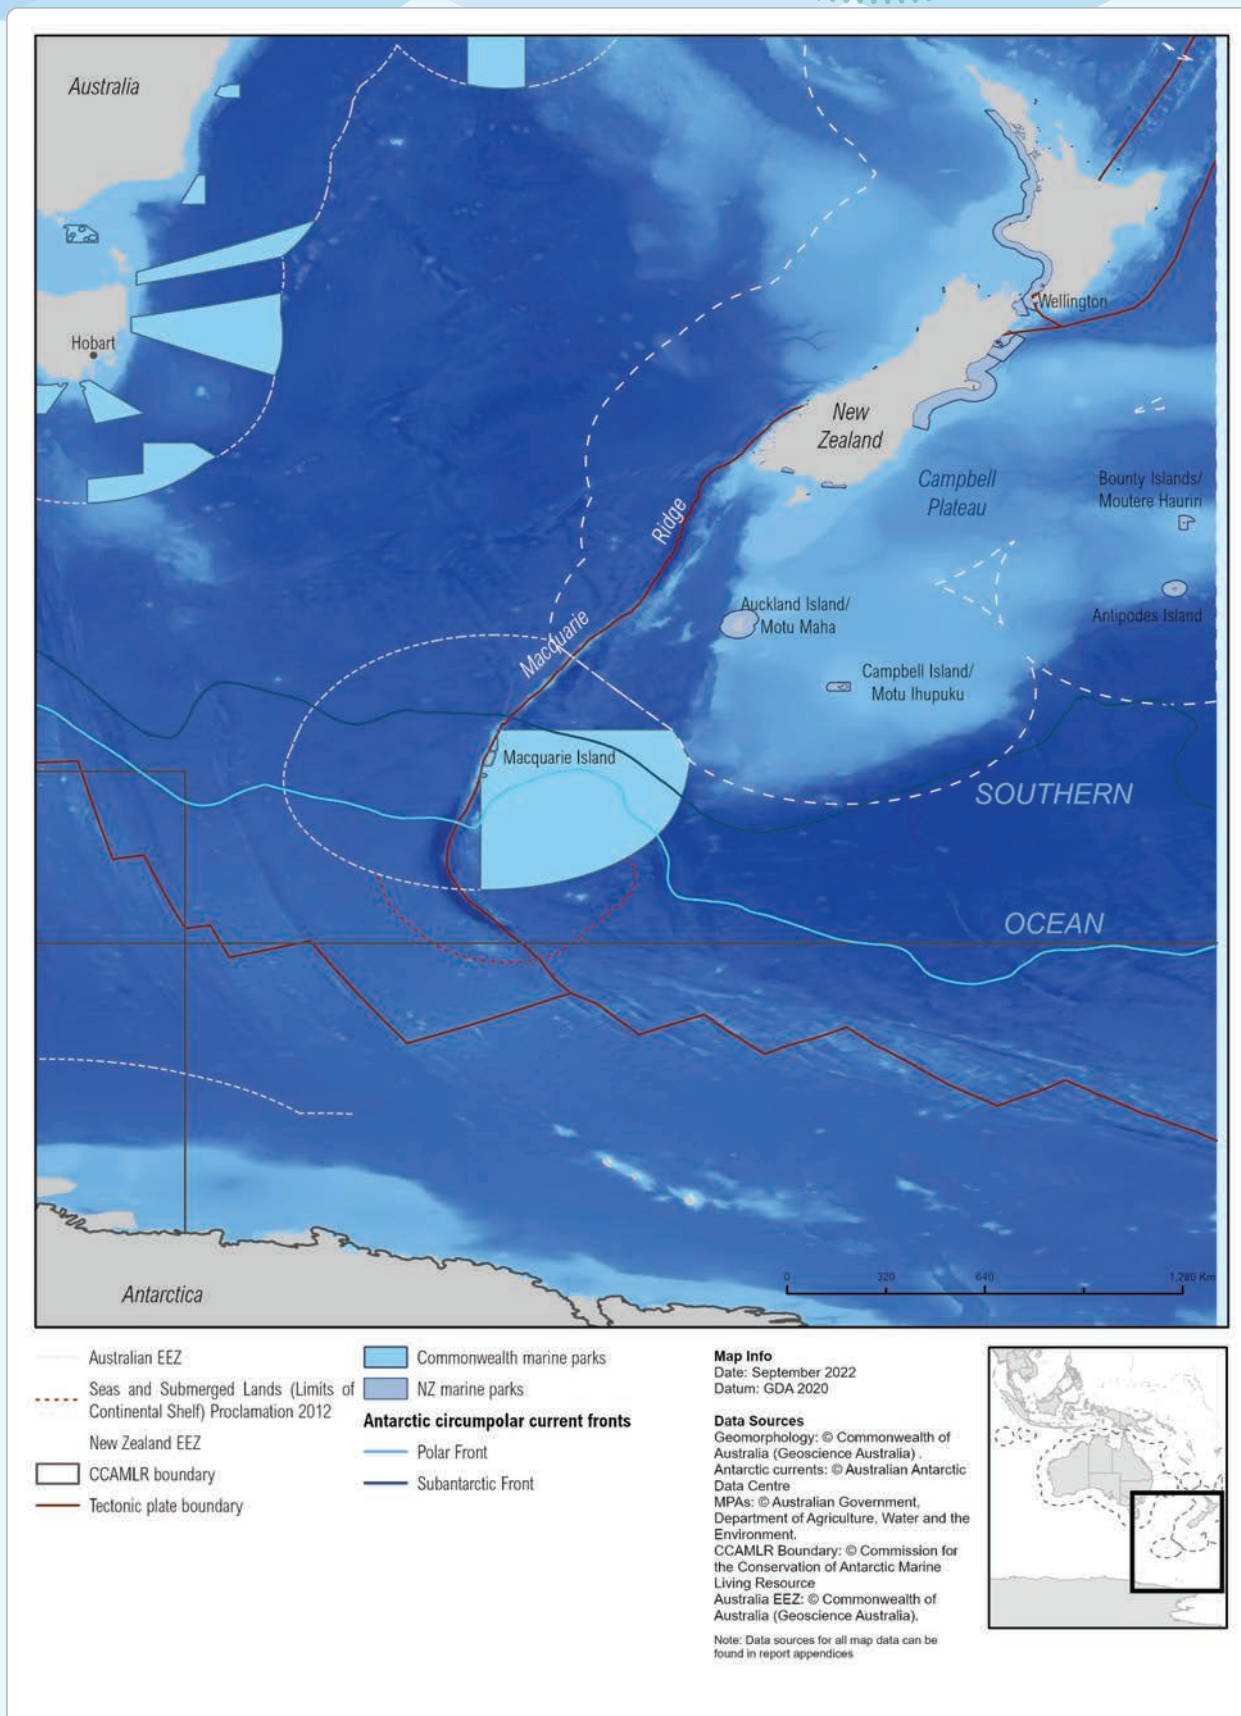 Australia
Hobart
Wellington
New
Zealand
Campbell
Plateau
Bounty Islands/
Moutere Hauriri
Ridge
Auckland Island/
Motu Maha
Antipodes Island
Macquarie
Campbell Island/
Motu Ihupuku
Macquarie Island
SOUTHERN
OCEAN
Antarctica
0 320 640 1,280 Km
Australian EEZ
Seas and Submerged Lands (Limits of
Continental Shelf) Proclamation 2012
New Zealand EEZ
CCAMLR boundary
Tectonic plate boundary
Commonwealth marine parks
NZ marine parks
Antarctic circumpolar current fronts
Polar Front
Subantarctic Front
Map Info
Date: September 2022
Datum: GDA 2020
Data Sources
Geomorphology: © Commonwealth of
Australia (Geoscience Australia) .
Antarctic currents: © Australian Antarctic
Data Centre
MPAs: © Australian Government,
Department of Agriculture, Water and the
Environment.
CCAMLR Boundary: © Commission for
the Conservation of Antarctic Marine
Living Resource
Australia EEZ: © Commonwealth of
Australia (Geoscience Australia).
Note: Data sources for all map data can be
found in report appendices